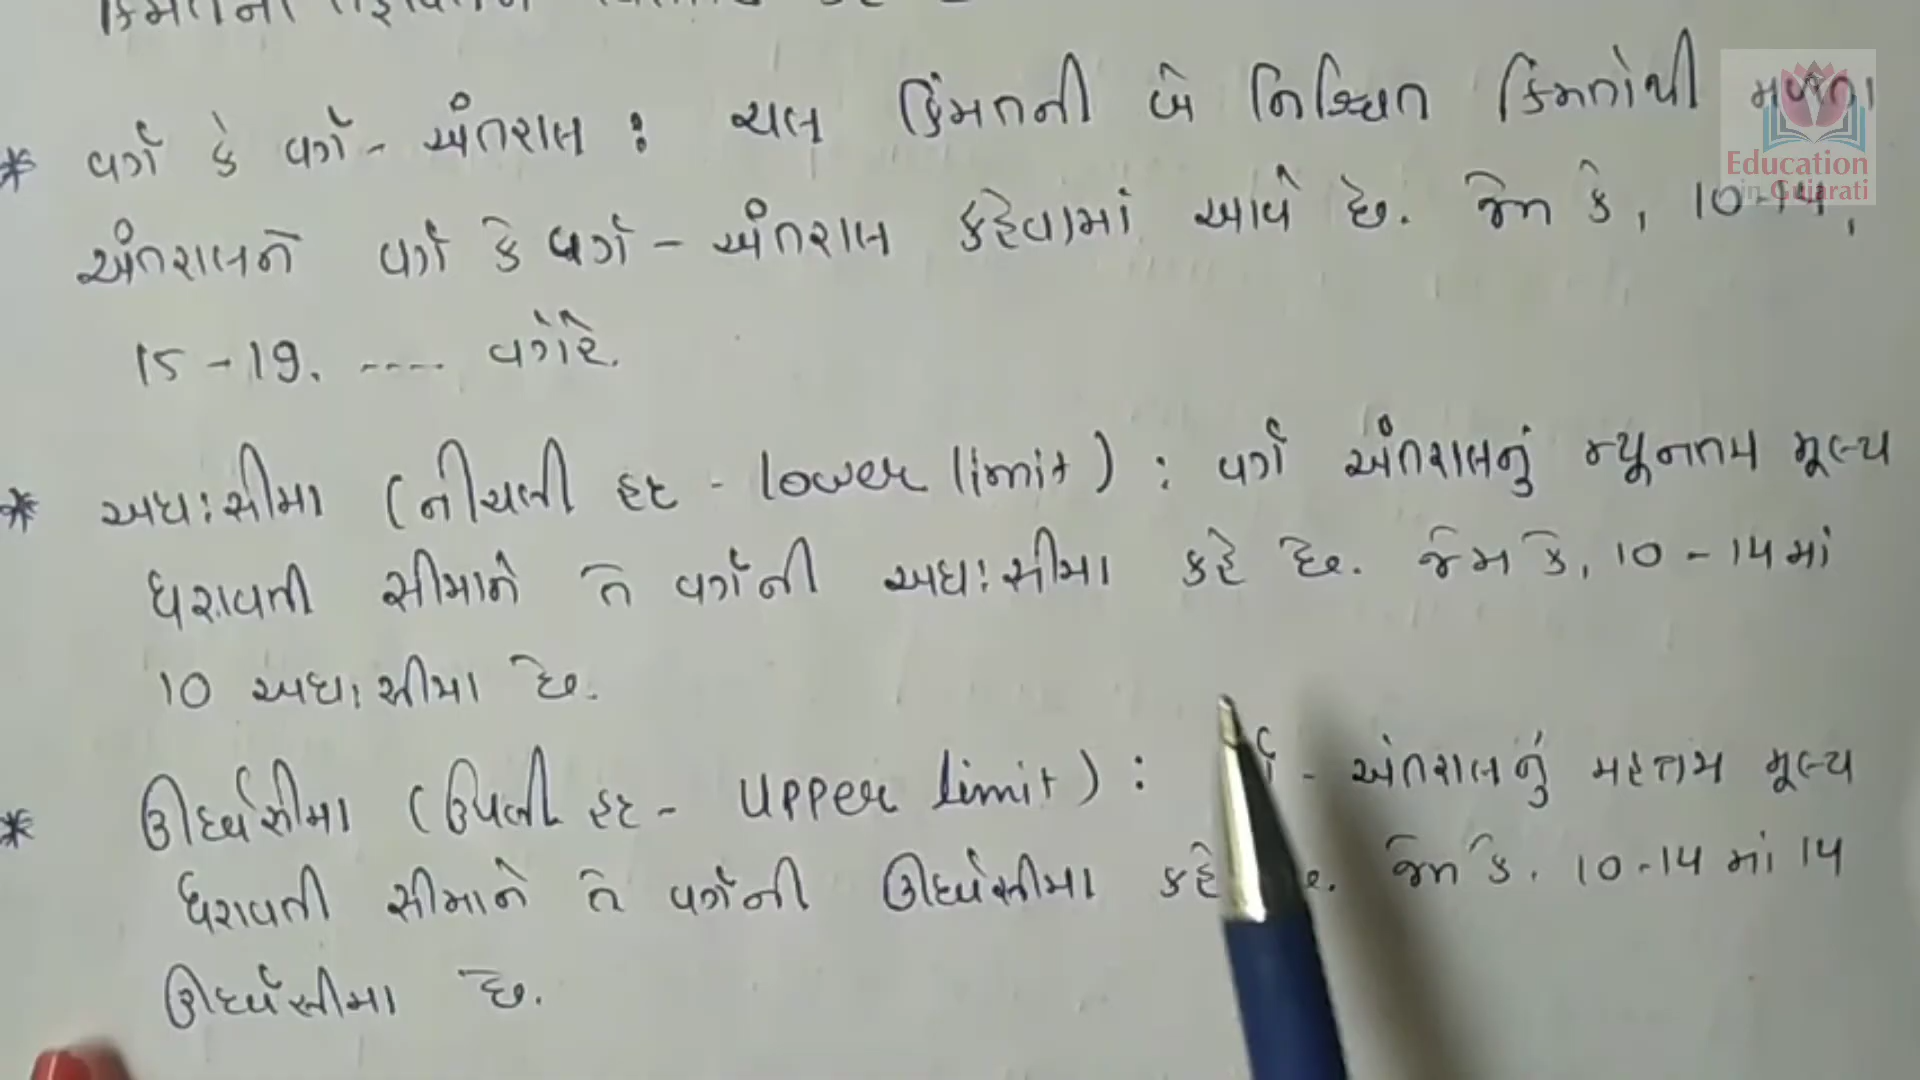 * વર્ગ કે વર્ગ - અંતરાલ : ચલ કિંમતની બે નિશ્ચિત કિંમતોથી મળતા
અંતરાલને વર્ગ કે વર્ગ - અંતરાલ કહેવામાં આવે છે. જેમ કે, 10-14,
15-19, ---- વગેરે.
* અધઃસીમા (નીચલી હદ - lower limit) : વર્ગ અંતરાલનું ન્યૂનતમ મૂલ્ય
ધરાવતી સીમાને તે વર્ગની અધઃસીમા કહે છે. જેમ કે, 10-14માં
10 અધઃસીમા છે.
* ઊર્ધ્વસીમા (ઉપલી હદ - upper limit) : - અંતરાલનું મહત્તમ મૂલ્ય
ધરાવતી સીમાને તે વર્ગની ઊર્ધ્વસીમા કહે જેમ કે. 10-14 માં 14
ઊર્ધ્વસીમા છે.
Education
in Gujarati